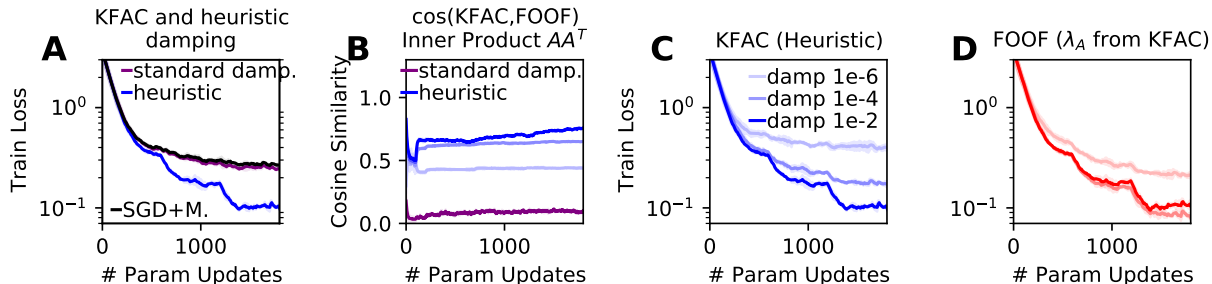 A
KFAC and heuristic
damping
standard damp.
heuristic
SGD+M.
Train Loss
10^0
10^{-1}
0
1000
# Param Updates
B
cos(KFAC,FOOF)
Inner Product AA^T
standard damp.
heuristic
Cosine Similarity
1.0
0.5
0.0
0
1000
# Param Updates
C
KFAC (Heuristic)
damp 1e-6
damp 1e-4
damp 1e-2
Train Loss
10^0
10^{-1}
0
1000
# Param Updates
D
FOOF (λ_A from KFAC)
10^0
10^{-1}
0
1000
# Param Updates